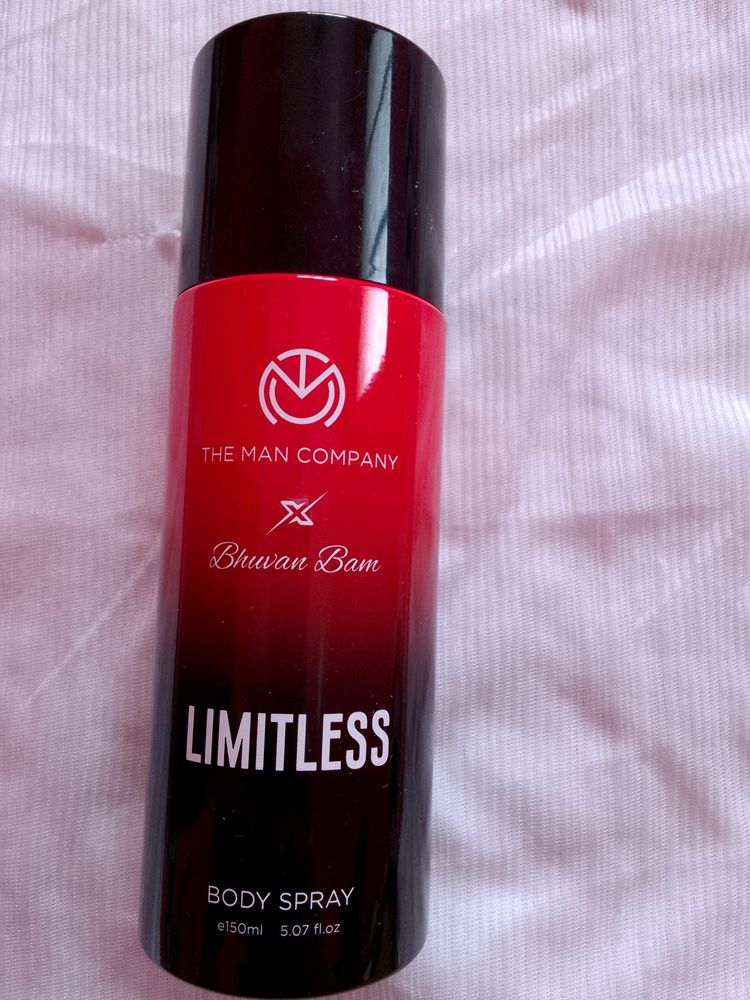 THE MAN COMPANY
X
Bhuvan Bam
LIMITLESS
BODY SPRAY
e150ml 5.07 fl.oz